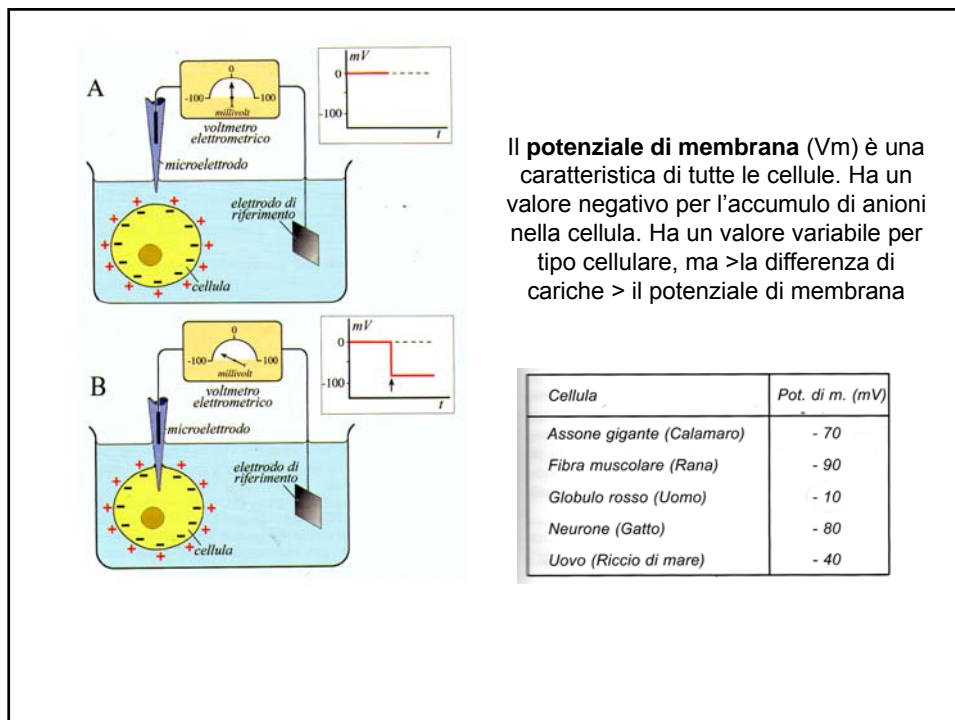 A
mV
0
-100
t
0
-100
100
millivolt
voltmetro
elettrometrico
microelettrodo
elettrodo di
riferimento
cellula
B
mV
0
-100
t
0
-100
100
millivolt
voltmetro
elettrometrico
microelettrodo
elettrodo di
riferimento
cellula
Il potenziale di membrana (Vm) è una
caratteristica di tutte le cellule. Ha un
valore negativo per l’accumulo di anioni
nella cellula. Ha un valore variabile per
tipo cellulare, ma >la differenza di
cariche > il potenziale di membrana
Cellula Pot. di m. (mV)
Assone gigante (Calamaro) - 70
Fibra muscolare (Rana) - 90
Globulo rosso (Uomo) - 10
Neurone (Gatto) - 80
Uovo (Riccio di mare) - 40